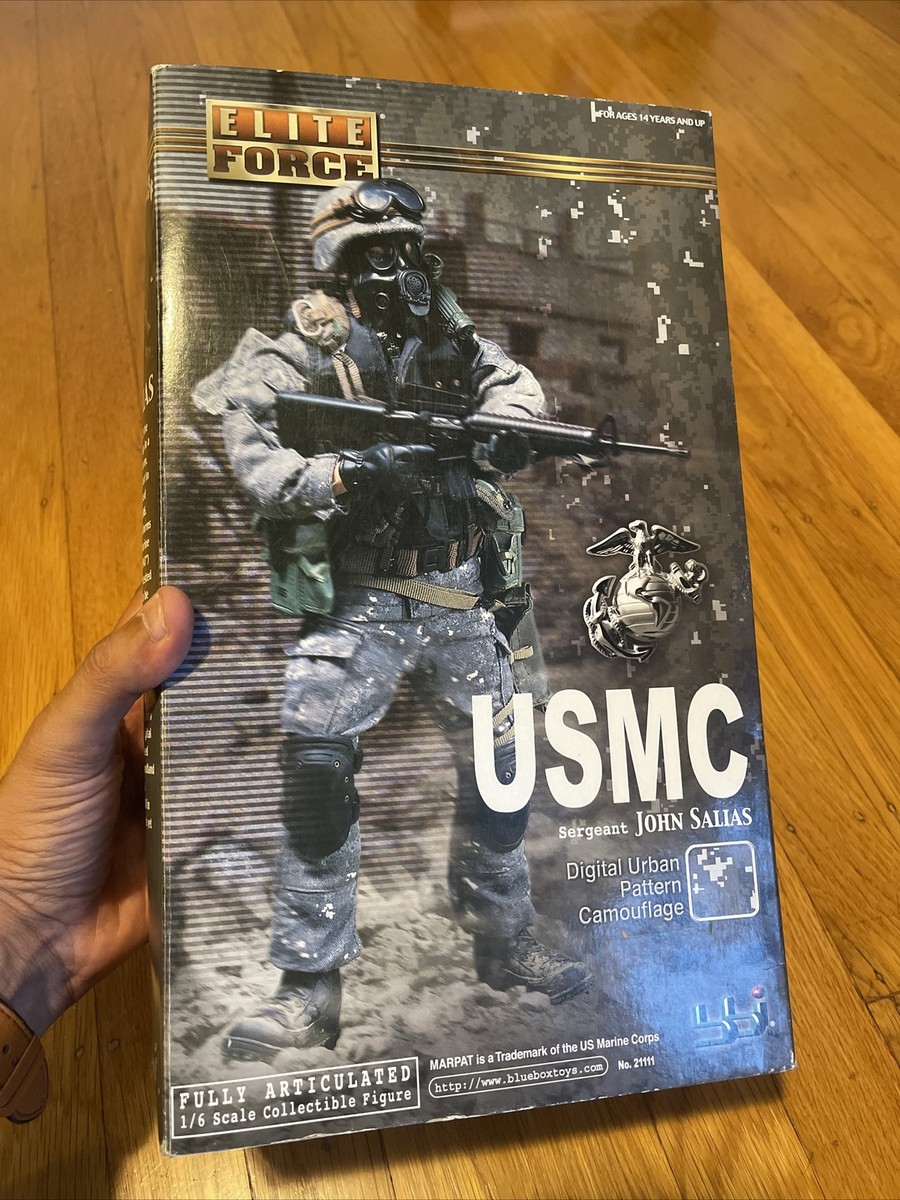 ELITE
FORCE
FOR AGES 14 YEARS AND UP
USMC
Sergeant JOHN SALIAS
Digital Urban
Pattern
Camouflage
bbi
MARPAT is a Trademark of the US Marine Corps
http://www.blueboxtoys.com No. 21111
FULLY ARTICULATED
1/6 Scale Collectible Figure